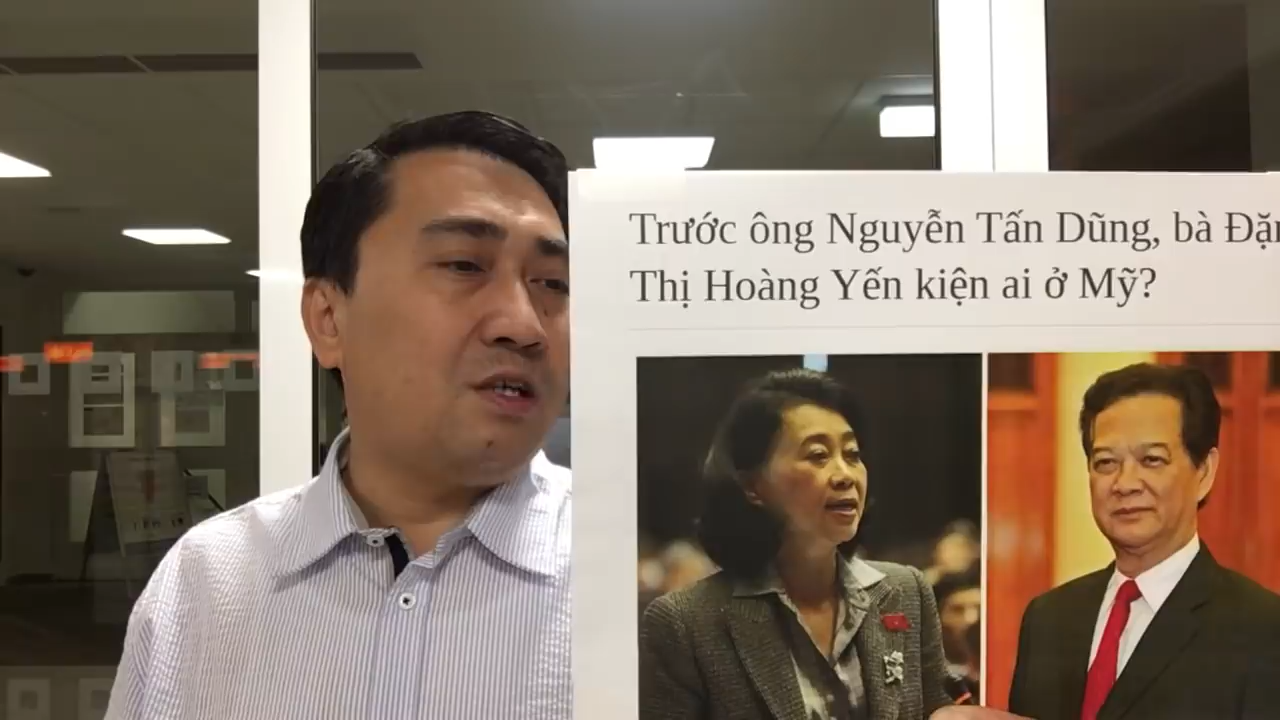 Trước ông Nguyễn Tấn Dũng, bà
Thị Hoàng Yến kiện ai ở Mỹ?